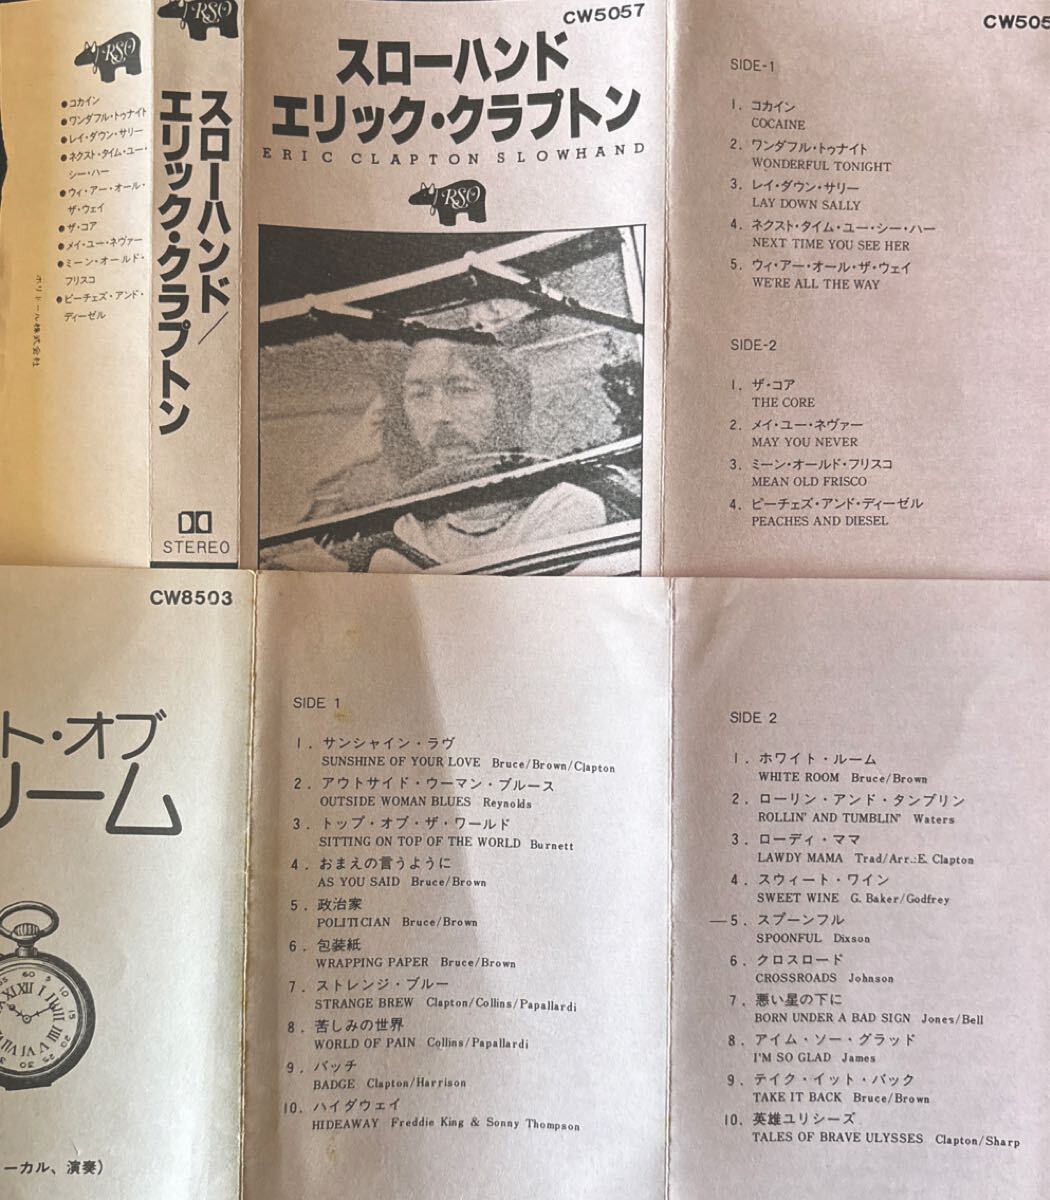 RSO
●コカイン
●ワンダフル・トゥナイト
●レイ・ダウン・サリー
●ネクスト・タイム・ユー・
シー・ハー
●ウィ・アー・オール・
ザ・ウェイ
●ザ・コア
●メイ・ユー・ネヴァー
●ミーン・オールド・
フリスコ
●ピーチェズ・アンド・
ディーゼル
ポリドール株式会社
RSO
スローハンド/
エリック・クラプトン
STEREO
CW5057
スローハンド
エリック・クラプトン
ERIC CLAPTON SLOWHAND
RSO
CW505
SIDE-1
1. コカイン
COCAINE
2. ワンダフル・トゥナイト
WONDERFUL TONIGHT
3. レイ・ダウン・サリー
LAY DOWN SALLY
4. ネクスト・タイム・ユー・シー・ハー
NEXT TIME YOU SEE HER
5. ウィ・アー・オール・ザ・ウェイ
WE'RE ALL THE WAY
SIDE-2
1. ザ・コア
THE CORE
2. メイ・ユー・ネヴァー
MAY YOU NEVER
3. ミーン・オールド・フリスコ
MEAN OLD FRISCO
4. ピーチェズ・アンド・ディーゼル
PEACHES AND DIESEL
CW8503
ト・オブ
リーム
ーカル、演奏)
SIDE 1
1. サンシャイン・ラヴ
SUNSHINE OF YOUR LOVE Bruce/Brown/Clapton
2. アウトサイド・ウーマン・ブルース
OUTSIDE WOMAN BLUES Reynolds
3. トップ・オブ・ザ・ワールド
SITTING ON TOP OF THE WORLD Burnett
4. おまえの言うように
AS YOU SAID Bruce/Brown
5. 政治家
POLITICIAN Bruce/Brown
6. 包装紙
WRAPPING PAPER Bruce/Brown
7. ストレンジ・ブルー
STRANGE BREW Clapton/Collins/Papallardi
8. 苦しみの世界
WORLD OF PAIN Collins/Papallardi
9. バッチ
BADGE Clapton/Harrison
10. ハイダウェイ
HIDEAWAY Freddie King & Sonny Thompson
SIDE 2
1. ホワイト・ルーム
WHITE ROOM Bruce/Brown
2. ローリン・アンド・タンブリン
ROLLIN' AND TUMBLIN' Waters
3. ローディ・ママ
LAWDY MAMA Trad/Arr.:E. Clapton
4. スウィート・ワイン
SWEET WINE G. Baker/Godfrey
5. スプーンフル
SPOONFUL Dixson
6. クロスロード
CROSSROADS Johnson
7. 悪い星の下に
BORN UNDER A BAD SIGN Jones/Bell
8. アイム・ソー・グラッド
I'M SO GLAD James
9. テイク・イット・バック
TAKE IT BACK Bruce/Brown
10. 英雄ユリシーズ
TALES OF BRAVE ULYSSES Clapton/Sharp